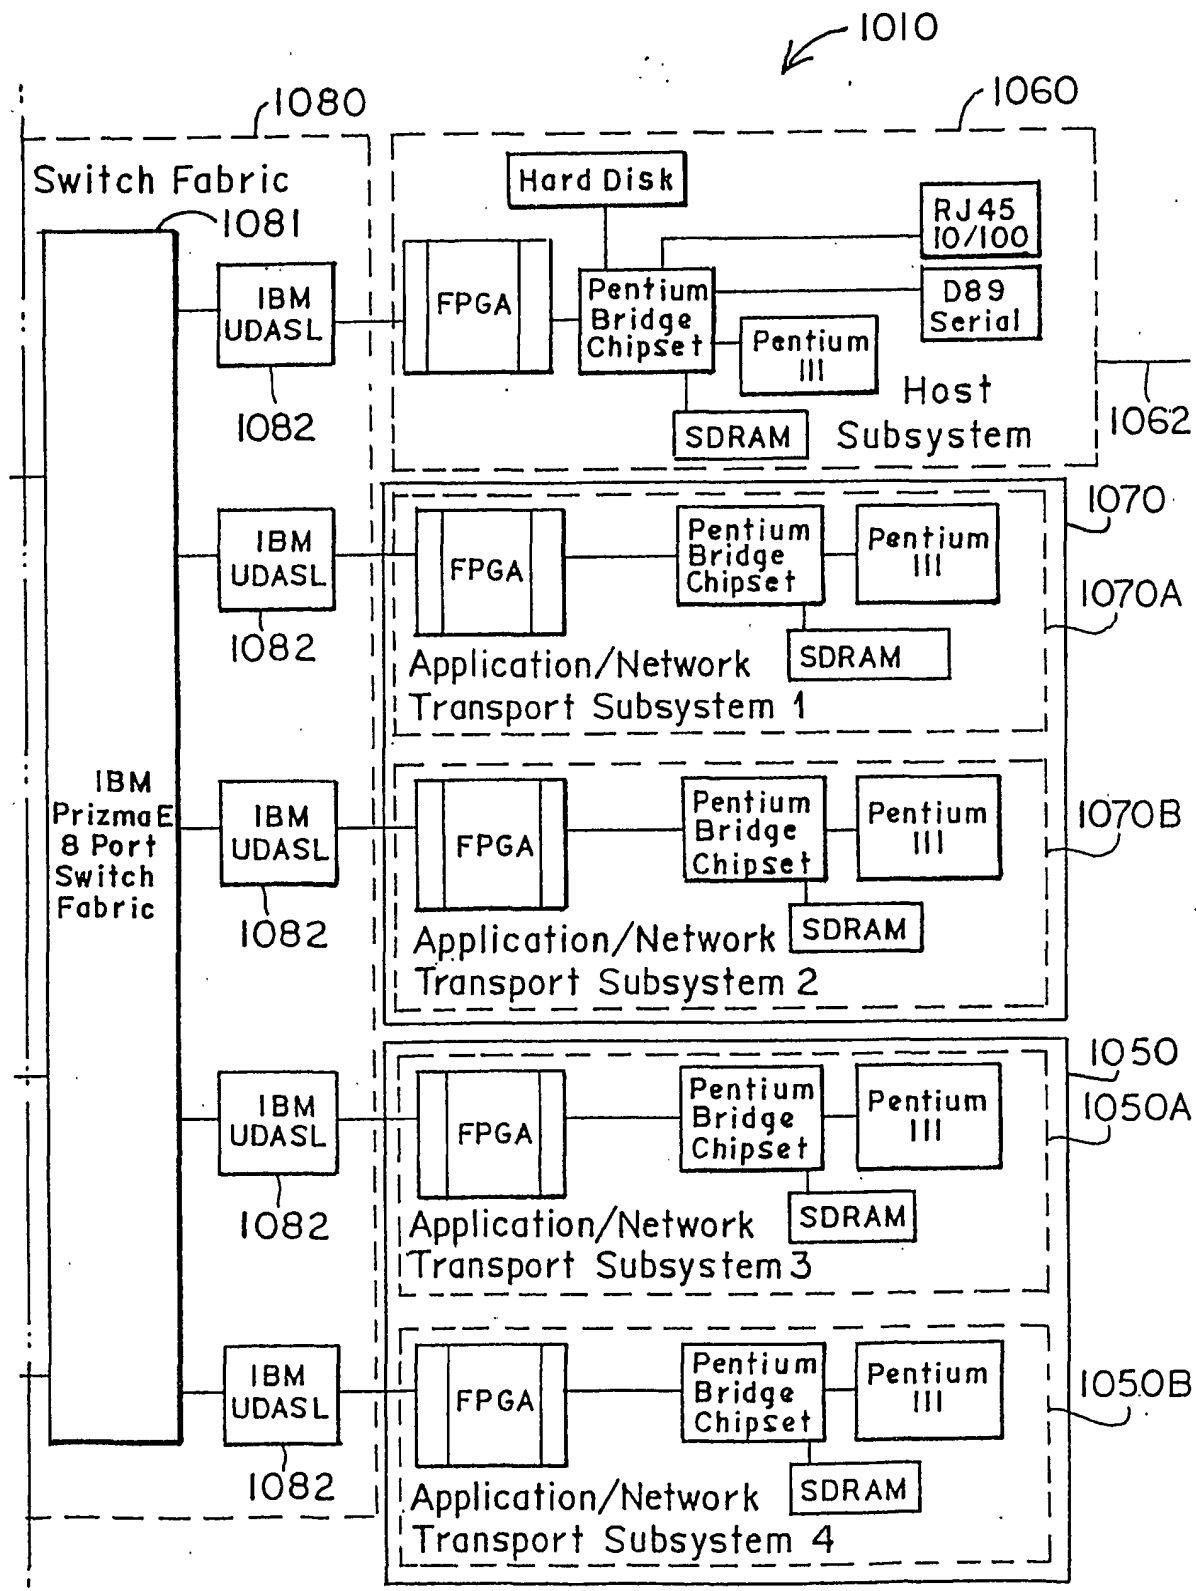 1010
1080
1060
Switch Fabric
1081
Hard Disk
RJ45
10/100
IBM
UDASL
FPGA
Pentium
Bridge
Chipset
D89
Serial
Pentium
III
1082
SDRAM
Host
Subsystem
1062
IBM
UDASL
1082
FPGA
Pentium
Bridge
Chipset
Pentium
III
1070
1070A
SDRAM
Application/Network
Transport Subsystem 1
IBM
PrizmaE
8 Port
Switch
Fabric
IBM
UDASL
1082
FPGA
Pentium
Bridge
Chipset
Pentium
III
1070B
SDRAM
Application/Network
Transport Subsystem 2
IBM
UDASL
1082
FPGA
Pentium
Bridge
Chipset
Pentium
III
1050
1050A
SDRAM
Application/Network
Transport Subsystem 3
IBM
UDASL
1082
FPGA
Pentium
Bridge
Chipset
Pentium
III
1050B
SDRAM
Application/Network
Transport Subsystem 4